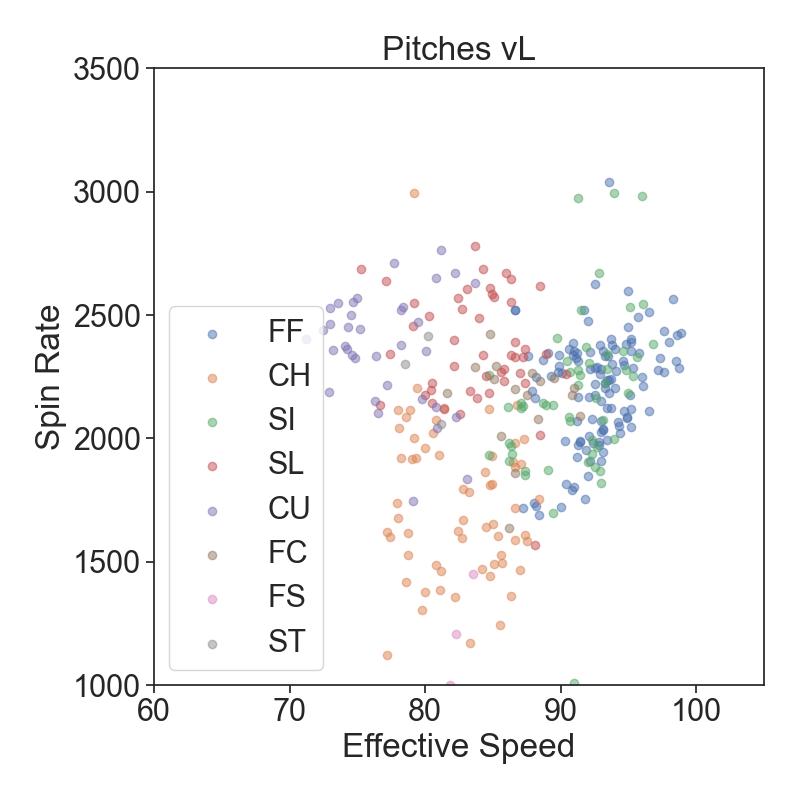 Pitches vL
3500
3000
2500
2000
1500
1000
Spin Rate
FF
CH
SI
SL
CU
FC
FS
ST
60 70 80 90 100
Effective Speed